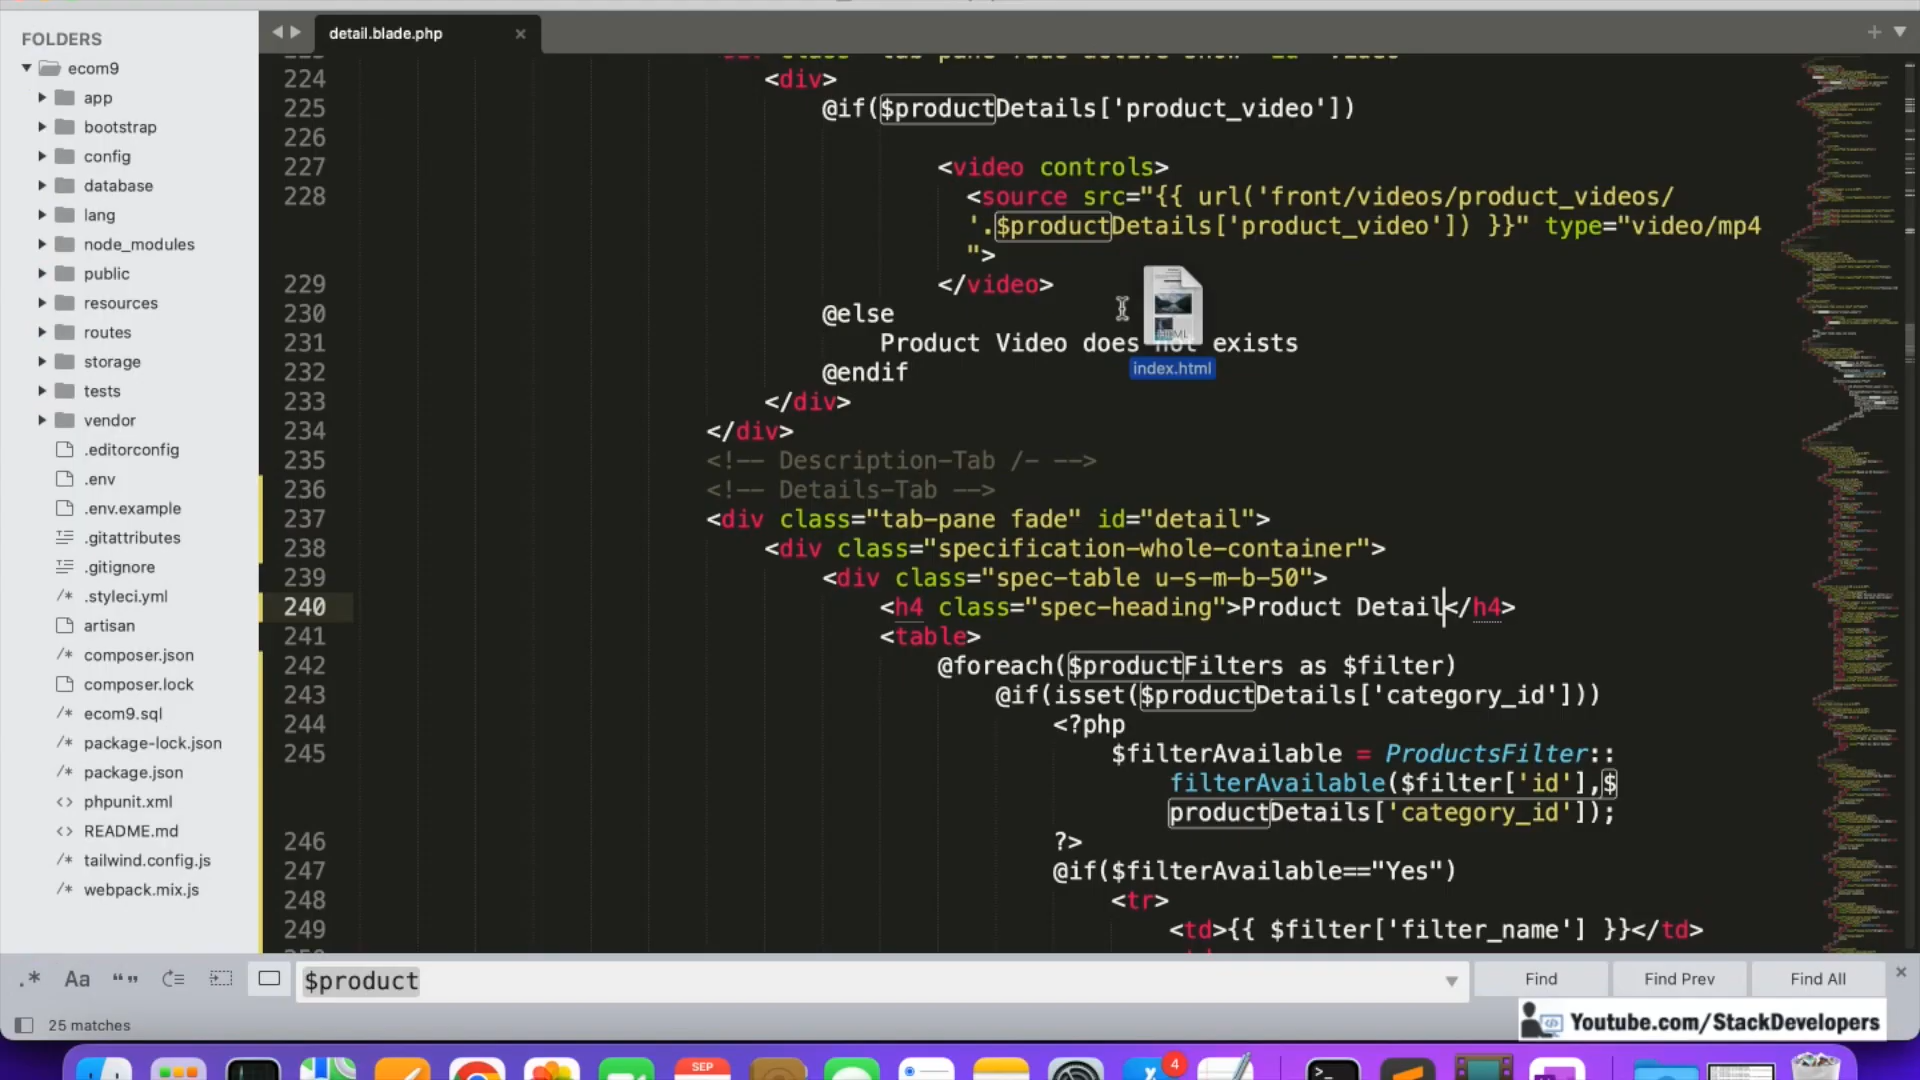 FOLDERS
detail.blade.php
ecom9
app
bootstrap
config
database
lang
node_modules
public
resources
routes
storage
tests
vendor
.editorconfig
.env
.env.example
.gitattributes
.gitignore
/* .styleci.yml
artisan
/* composer.json
composer.lock
/* ecom9.sql
/* package-lock.json
/* package.json
<> phpunit.xml
<> README.md
/* tailwind.config.js
/* webpack.mix.js
224 <div>
225 @if($productDetails['product_video'])
226
227 <video controls>
228 <source src="{{ url('front/videos/product_videos/
'.$productDetails['product_video']) }}" type="video/mp4
">
229 </video>
230 @else
231 Product Video does not exists
index.html
232 @endif
233 </div>
234 </div>
235 <!-- Description-Tab /- -->
236 <!-- Details-Tab -->
237 <div class="tab-pane fade" id="detail">
238 <div class="specification-whole-container">
239 <div class="spec-table u-s-m-b-50">
240 <h4 class="spec-heading">Product Detail</h4>
241 <table>
242 @foreach($productFilters as $filter)
243 @if(isset($productDetails['category_id']))
244 <?php
245 $filterAvailable = ProductsFilter::
filterAvailable($filter['id'],$
productDetails['category_id']);
246 ?>
247 @if($filterAvailable=="Yes")
248 <tr>
249 <td>{{ $filter['filter_name'] }}</td>
.* Aa “ ” $product Find Find Prev Find All
25 matches
Youtube.com/StackDevelopers
SEP
4